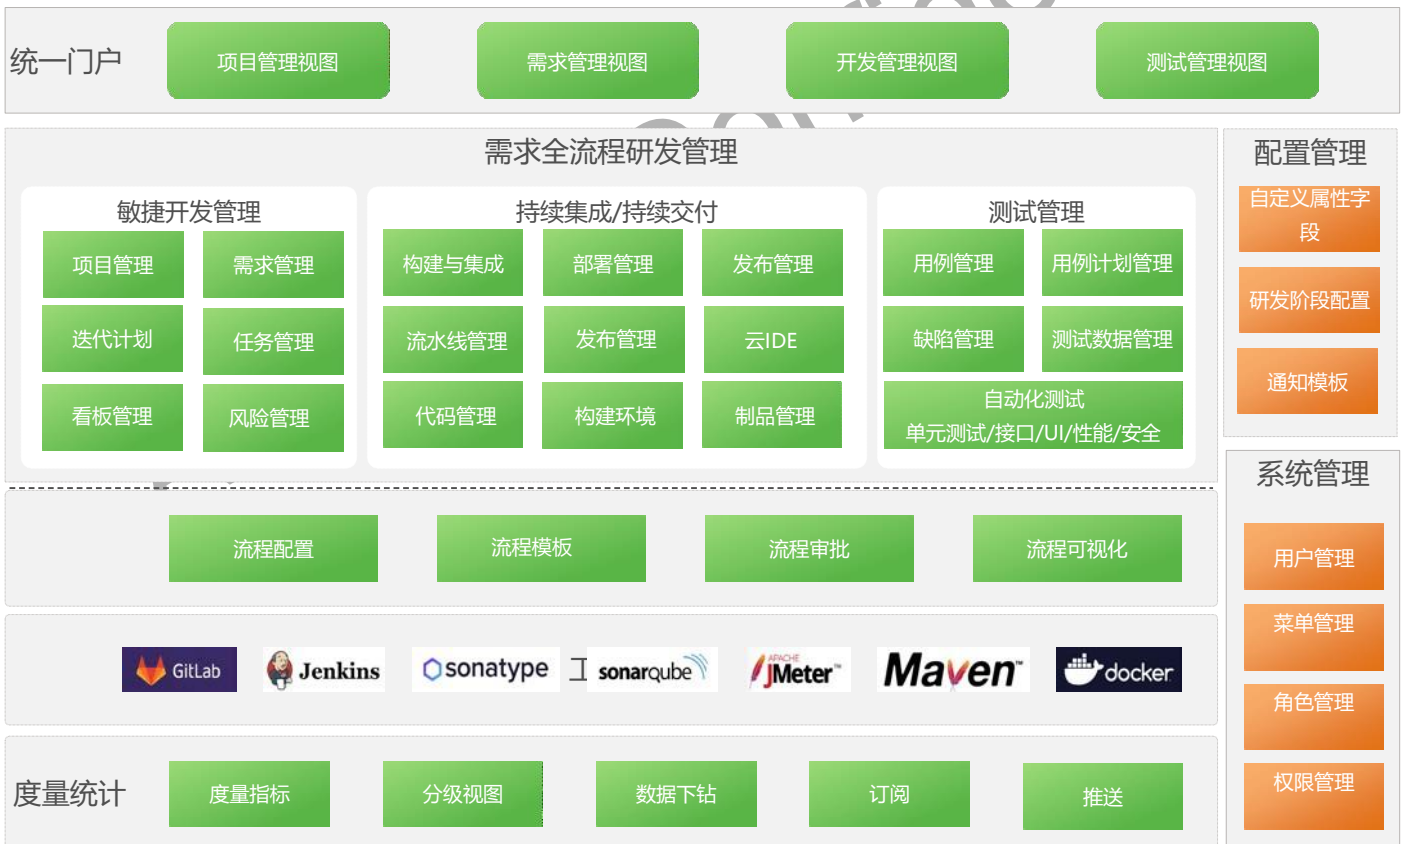 统一门户
项目管理视图
需求管理视图
开发管理视图
测试管理视图
需求全流程研发管理
敏捷开发管理
项目管理
需求管理
迭代计划
任务管理
看板管理
风险管理
持续集成/持续交付
构建与集成
部署管理
发布管理
流水线管理
发布管理
云IDE
代码管理
构建环境
制品管理
测试管理
用例管理
用例计划管理
缺陷管理
测试数据管理
自动化测试
单元测试/接口/UI/性能/安全
配置管理
自定义属性字
段
研发阶段配置
通知模板
流程配置
流程模板
流程审批
流程可视化
GitLab
Jenkins
sonatype
工
sonarqube
APACHE
JMeter™
Maven™
docker
系统管理
用户管理
菜单管理
角色管理
权限管理
度量统计
度量指标
分级视图
数据下钻
订阅
推送